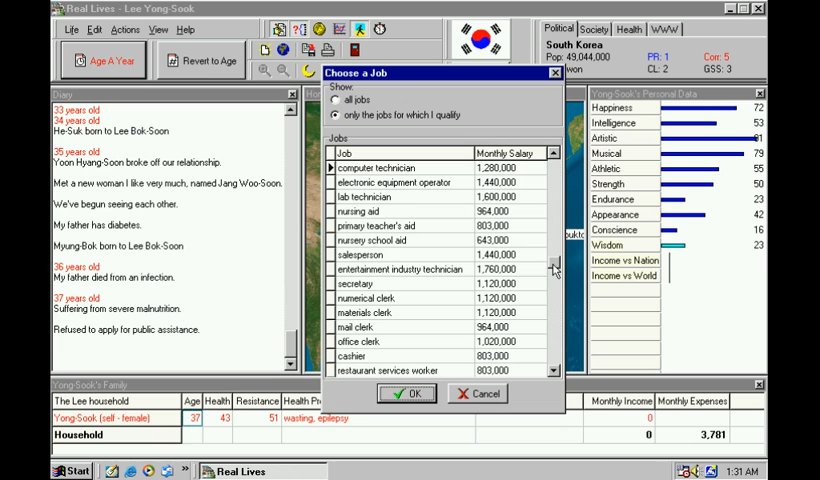 Real Lives - Lee Yong-Sook
Life Edit Actions View Help
Age A Year
Revert to Age
Political Society Health WWW
South Korea
Pop: 49,044,000 PR: 1 Corr: 5
won CL: 2 GSS: 3
Diary
33 years old
34 years old
He-Suk born to Lee Bok-Soon
35 years old
Yoon Hyang-Soon broke off our relationship.
Met a new woman I like very much, named Jang Woo-Soon.
We've begun seeing each other.
My father has diabetes.
Myung-Bok born to Bok-Soon
36 years old
My father died from an infection.
37 years old
Suffering from severe malnutrition.
Refused to apply for public assistance.
Choose a Job
Show:
all jobs
only the jobs for which I qualify
Jobs
Job Monthly Salary
computer technician 1,280,000
electronic equipment operator 1,440,000
lab technician 1,600,000
nursing aid 964,000
primary teacher's aid 803,000
nursery school aid 643,000
salesperson 1,440,000
entertainment industry technician 1,760,000
secretary 1,120,000
numerical clerk 1,120,000
materials clerk 1,120,000
mail clerk 964,000
office clerk 1,020,000
cashier 803,000
restaurant services worker 803,000
OK Cancel
Yong-Sook's Personal Data
Happiness 72
Intelligence 53
Artistic 91
Musical 79
Athletic 55
Strength 50
Endurance 23
Appearance 42
Conscience 16
Wisdom 23
Income vs Nation
Income vs World
Yong-Sook's Family
The Lee household Age Health Resistance Monthly Income Monthly Expenses
Yong-Sook (self - female) 37 43 51 wasting, epilepsy 0
Household 0 3,781
Start Real Lives 1:31 AM